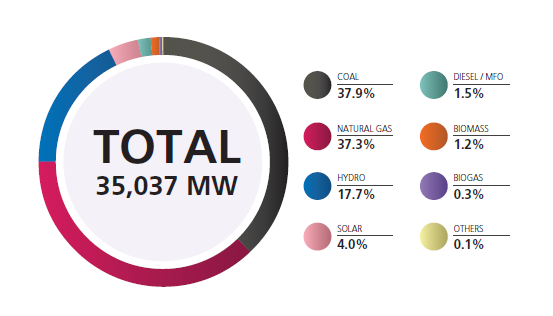 TOTAL
35,037 MW
COAL
37.9%
NATURAL GAS
37.3%
HYDRO
17.7%
SOLAR
4.0%
DIESEL / MFO
1.5%
BIOMASS
1.2%
BIOGAS
0.3%
OTHERS
0.1%